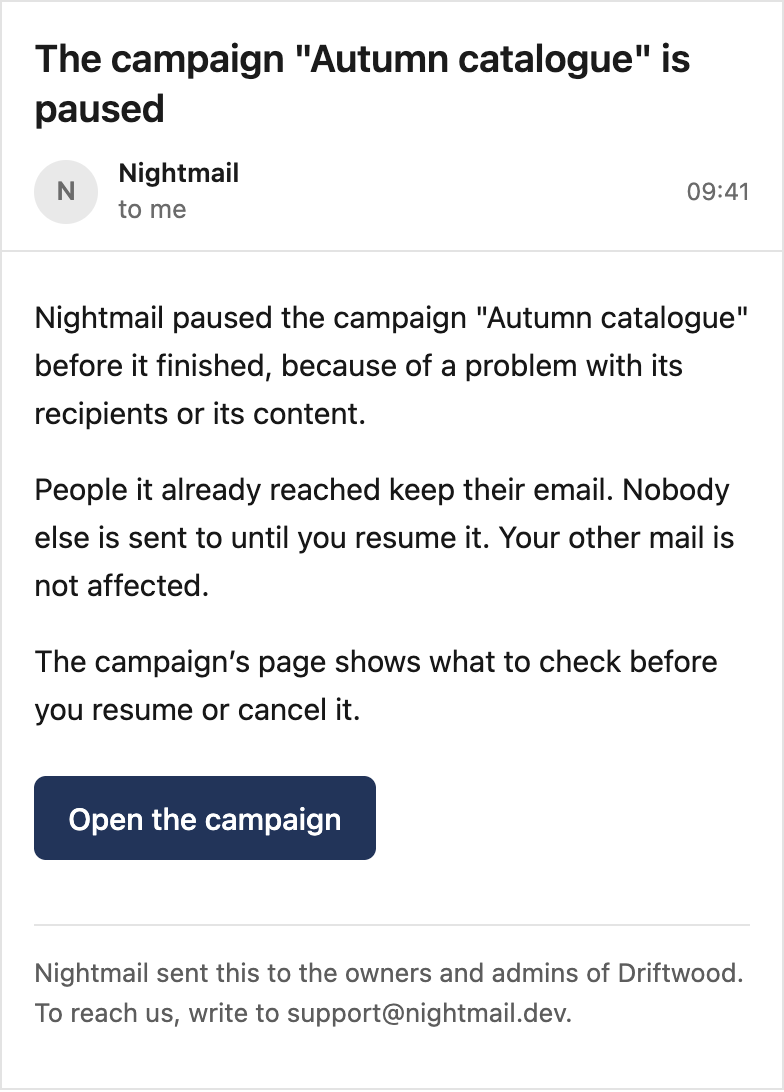 The campaign "Autumn catalogue" is
paused
N
Nightmail
to me
09:41
Nightmail paused the campaign "Autumn catalogue"
before it finished, because of a problem with its
recipients or its content.
People it already reached keep their email. Nobody
else is sent to until you resume it. Your other mail is
not affected.
The campaign’s page shows what to check before
you resume or cancel it.
Open the campaign
Nightmail sent this to the owners and admins of Driftwood.
To reach us, write to support@nightmail.dev.